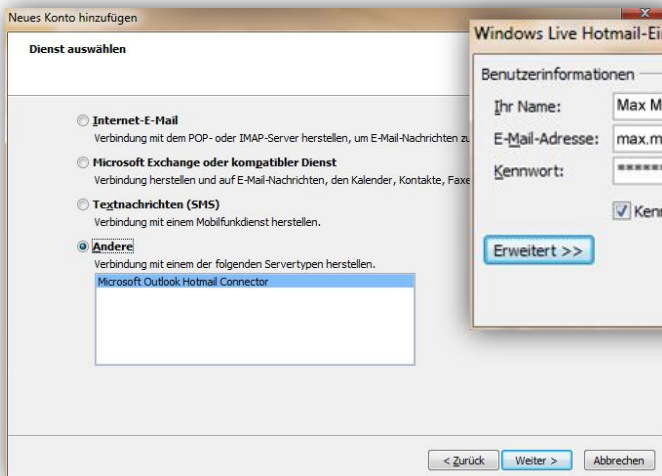 Neues Konto hinzufügen
Dienst auswählen
Internet-E-Mail
Verbindung mit dem POP- oder IMAP-Server herstellen, um E-Mail-Nachrichten
Microsoft Exchange oder kompatibler Dienst
Verbindung herstellen und auf E-Mail-Nachrichten, den Kalender, Kontakte, Faxe
Textnachrichten (SMS)
Verbindung mit einem Mobilfunkdienst herstellen.
Andere
Verbindung mit einem der folgenden Servertypen herstellen.
Microsoft Outlook Hotmail Connector
< Zurück
Weiter >
Abbrechen
Windows Live Hotmail-Ei
Benutzerinformationen
Ihr Name: Max M
E-Mail-Adresse: max.m
Kennwort: ******
Kenn
Erweitert >>